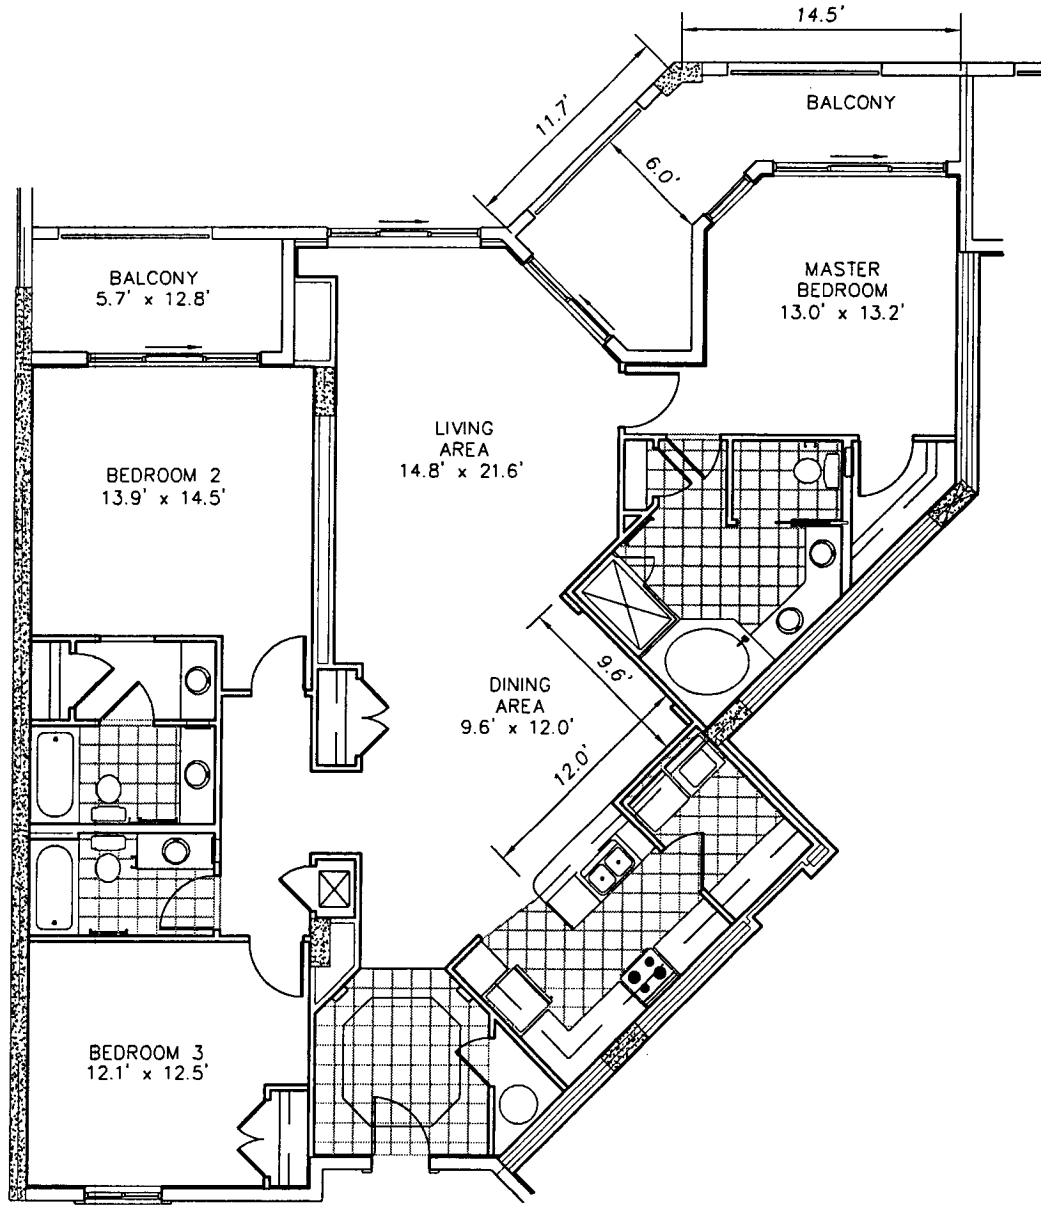 14.5'
11.7'
BALCONY
6.0'
BALCONY
5.7' x 12.8'
MASTER
BEDROOM
13.0' x 13.2'
LIVING
AREA
14.8' x 21.6'
BEDROOM 2
13.9' x 14.5'
9.6'
DINING
AREA
9.6' x 12.0'
12.0'
BEDROOM 3
12.1' x 12.5'